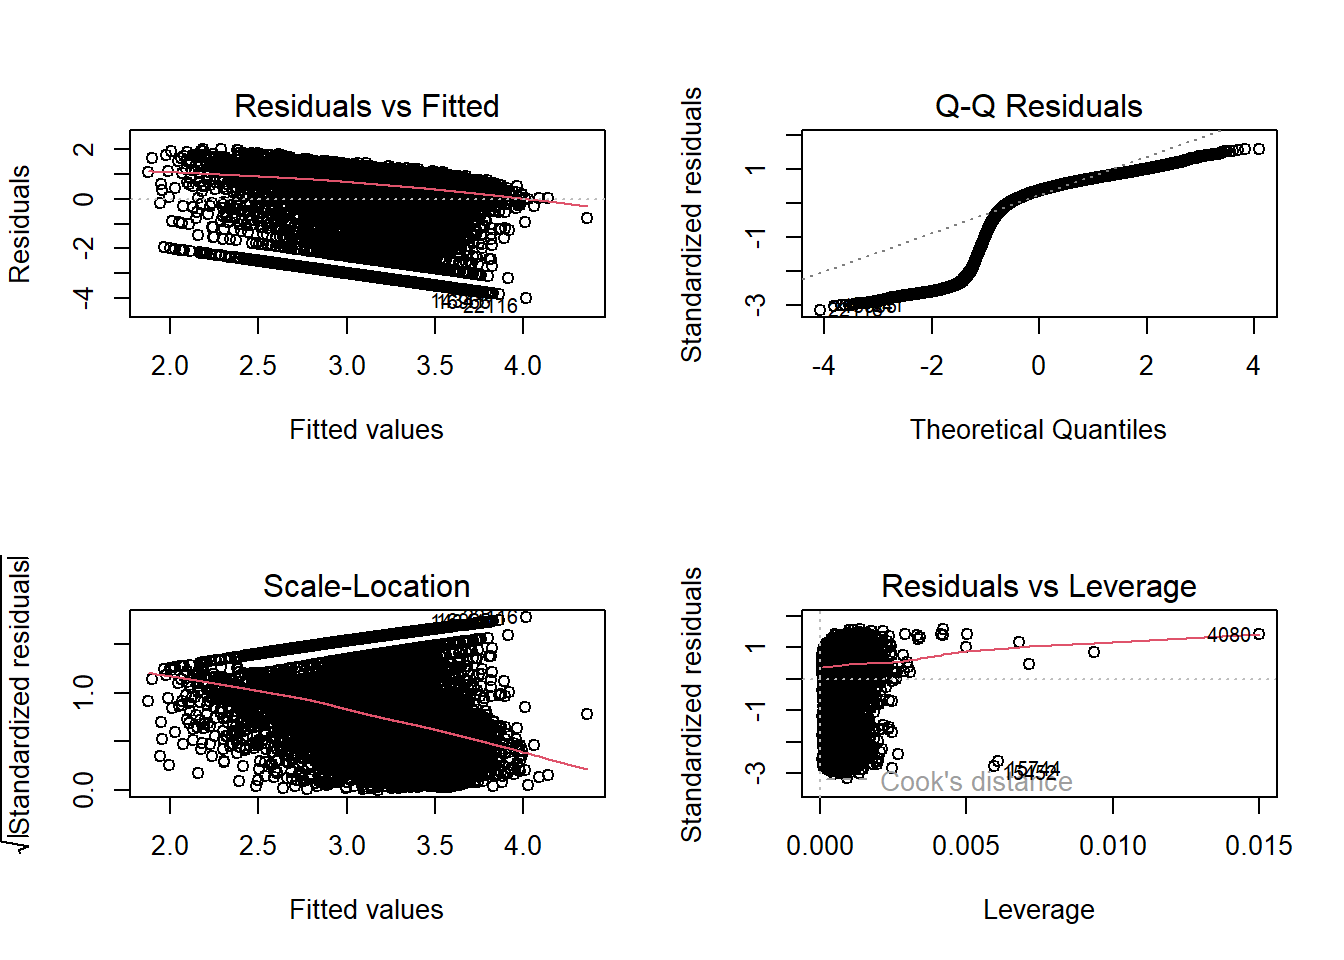 Residuals vs Fitted
Residuals
2
0
-2
-4
22116
2.0 2.5 3.0 3.5 4.0
Fitted values
Q-Q Residuals
Standardized residuals
1
-1
-3
-4 -2 0 2 4
Theoretical Quantiles
Scale-Location
√|Standardized residuals|
1.0
0.0
2.0 2.5 3.0 3.5 4.0
Fitted values
Residuals vs Leverage
Standardized residuals
1
-1
-3
4080
15744
Cook's distance
0.000 0.005 0.010 0.015
Leverage